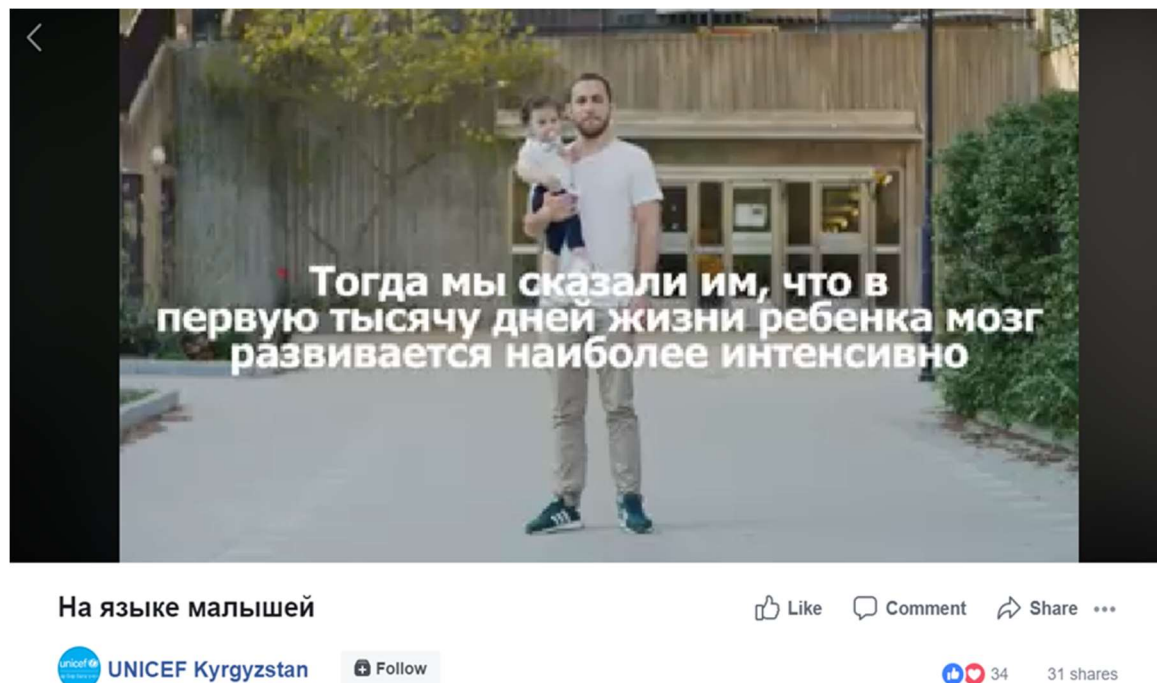 Тогда мы сказали им, что в
первую тысячу дней жизни ребенка мозг
развивается наиболее интенсивно
На языке малышей
Like Comment Share
unicef
UNICEF Kyrgyzstan Follow
34 31 shares